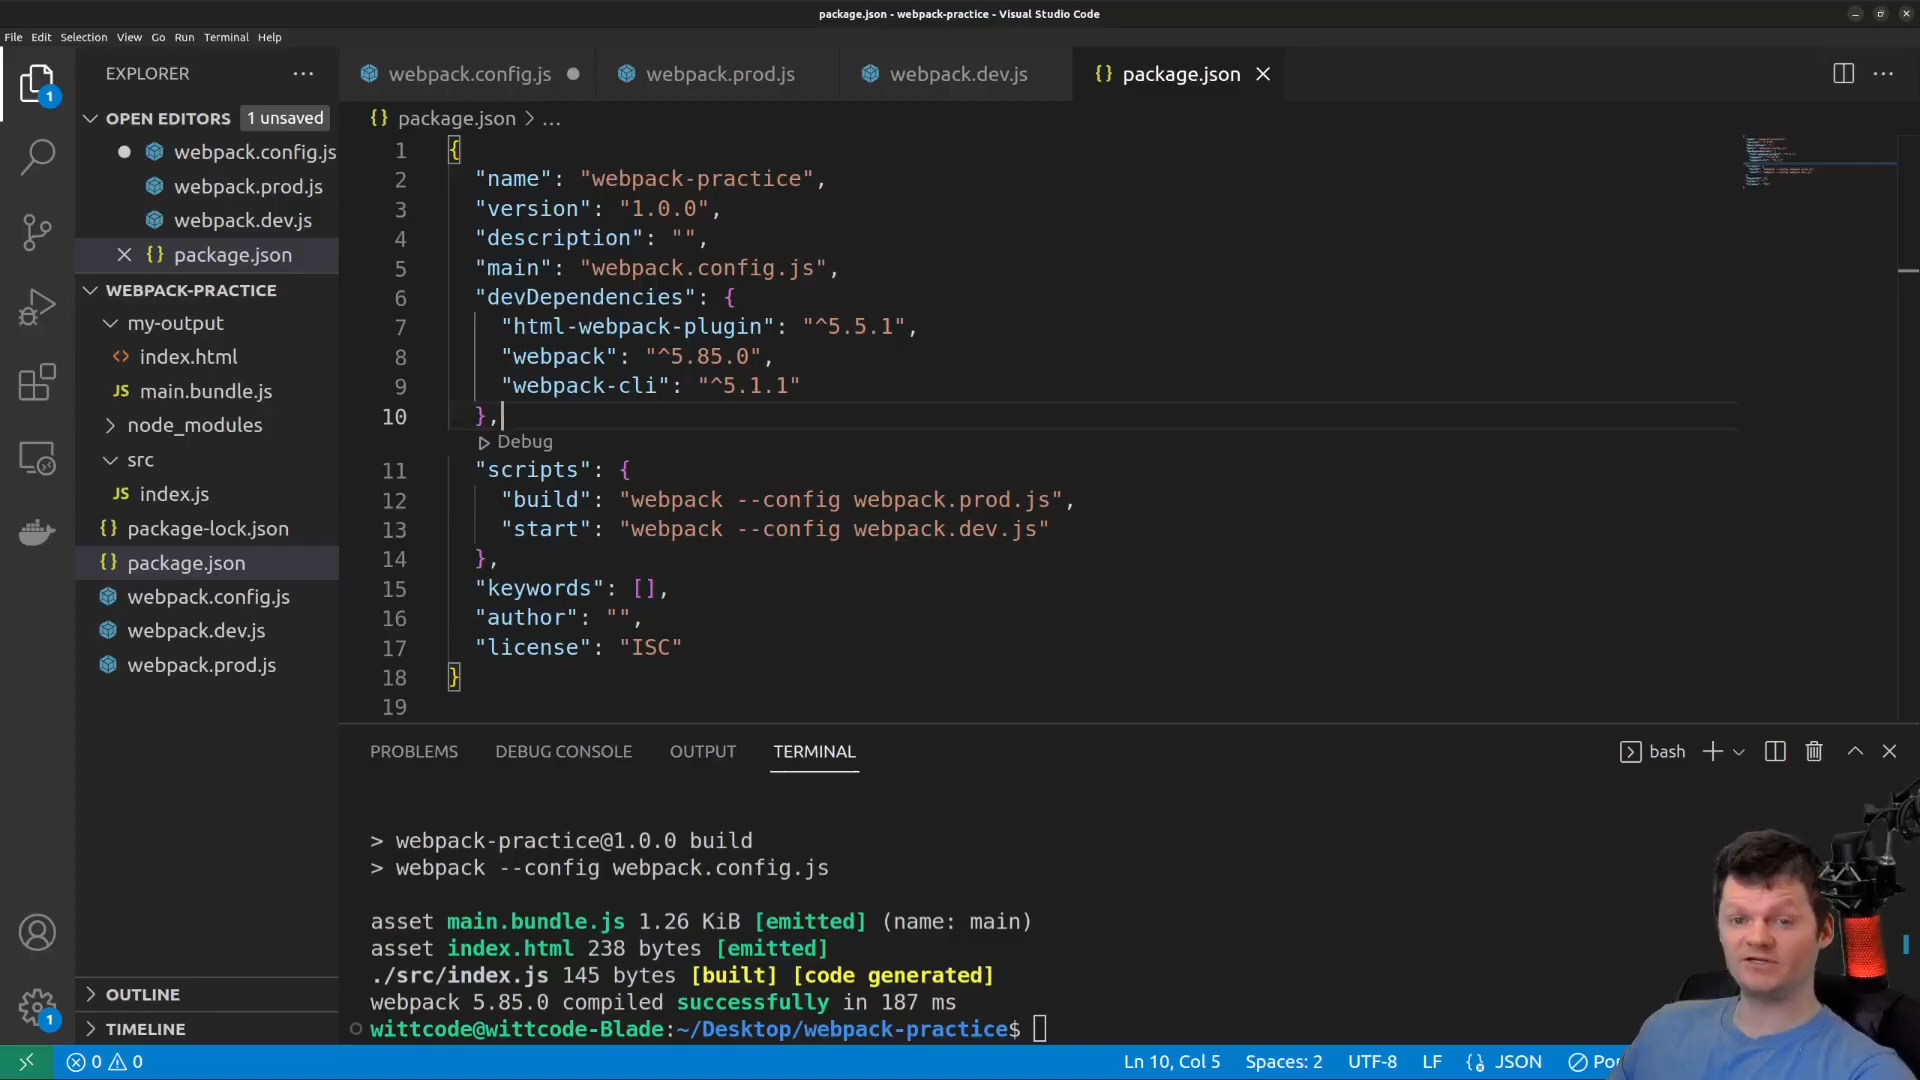 package.json - webpack-practice - Visual Studio Code
File Edit Selection View Go Run Terminal Help
EXPLORER
OPEN EDITORS 1 unsaved
webpack.config.js
webpack.prod.js
webpack.dev.js
package.json
WEBPACK-PRACTICE
my-output
index.html
JS main.bundle.js
node_modules
src
JS index.js
{} package-lock.json
{} package.json
webpack.config.js
webpack.dev.js
webpack.prod.js
OUTLINE
TIMELINE
1
1
webpack.config.js webpack.prod.js webpack.dev.js {} package.json
{} package.json > ...
1 {
2 "name": "webpack-practice",
3 "version": "1.0.0",
4 "description": "",
5 "main": "webpack.config.js",
6 "devDependencies": {
7 "html-webpack-plugin": "^5.5.1",
8 "webpack": "^5.85.0",
9 "webpack-cli": "^5.1.1"
10 },
Debug
11 "scripts": {
12 "build": "webpack --config webpack.prod.js",
13 "start": "webpack --config webpack.dev.js"
14 },
15 "keywords": [],
16 "author": "",
17 "license": "ISC"
18 }
19
PROBLEMS DEBUG CONSOLE OUTPUT TERMINAL bash
> webpack-practice@1.0.0 build
> webpack --config webpack.config.js
asset main.bundle.js 1.26 KiB [emitted] (name: main)
asset index.html 238 bytes [emitted]
./src/index.js 145 bytes [built] [code generated]
webpack 5.85.0 compiled successfully in 187 ms
wittcode@wittcode-Blade:~/Desktop/webpack-practice$
0 0 Ln 10, Col 5 Spaces: 2 UTF-8 LF JSON